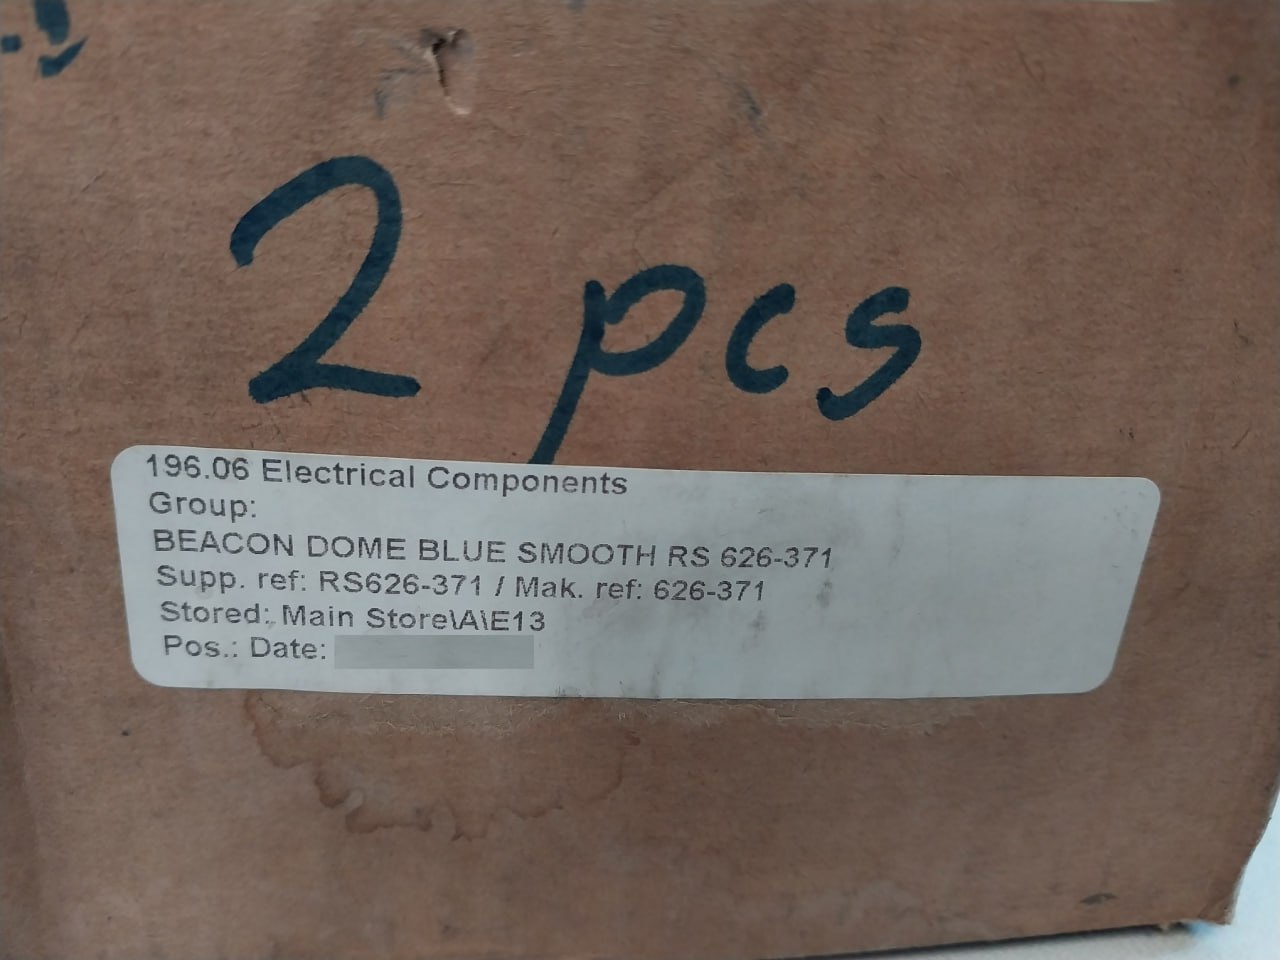 2 pcs
196.06 Electrical Components
Group:
BEACON DOME BLUE SMOOTH RS 626-371
Supp. ref: RS626-371 / Mak. ref: 626-371
Stored: Main Store\A\E13
Pos.: Date: